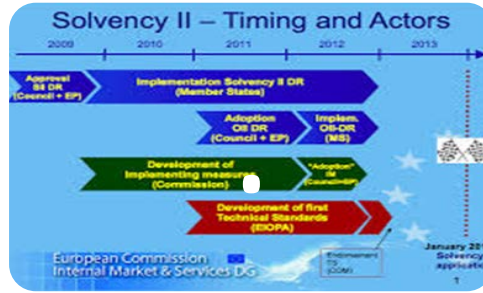 Solvency II – Timing and Actors
2009 2010 2011 2012 2013
Approval
SII DR
(Council + EP)
Implementation Solvency II DR
(Member States)
Adoption
OII DR
(Council + EP)
Implem.
OII-DR
(MS)
Development of
Implementing measures
(Commission)
"Adoption"
IM
(Council+EP)
Development of first
Technical Standards
(EIOPA)
Endorsement
TS
(COM)
January 201
Solvency
applicatio
European Commission
Internal Market & Services DG
1